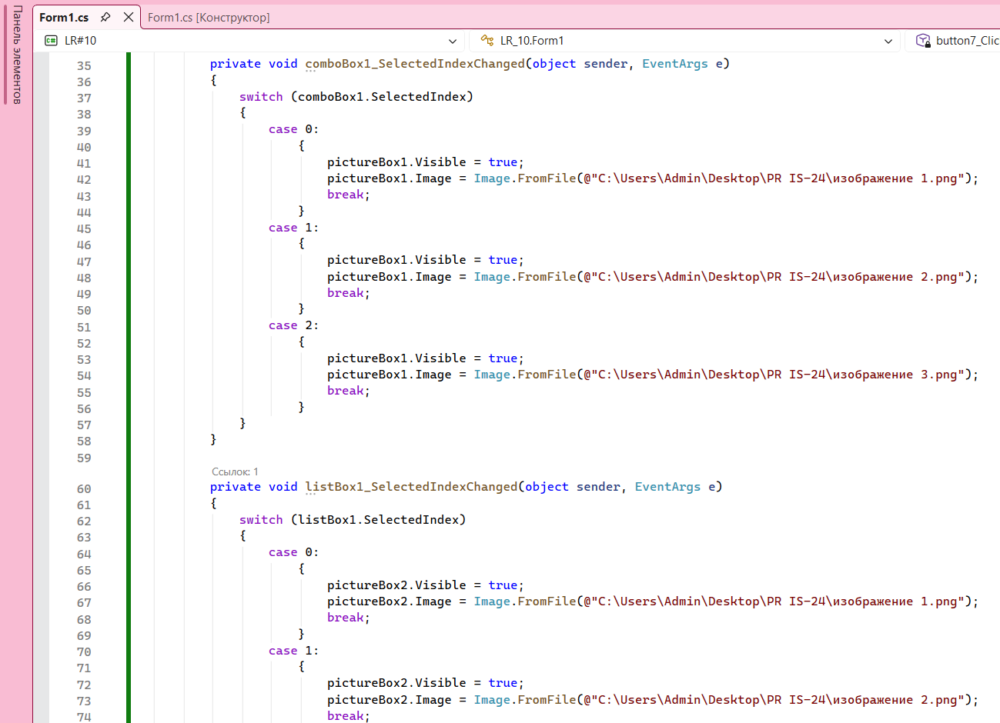 Панель элементов
Form1.cs
Form1.cs [Конструктор]
C# LR#10
LR_10.Form1
button7_Clic
35 private void comboBox1_SelectedIndexChanged(object sender, EventArgs e)
36 {
37 switch (comboBox1.SelectedIndex)
38 {
39 case 0:
40 {
41 pictureBox1.Visible = true;
42 pictureBox1.Image = Image.FromFile(@"C:\Users\Admin\Desktop\PR IS-24\изображение 1.png");
43 break;
44 }
45 case 1:
46 {
47 pictureBox1.Visible = true;
48 pictureBox1.Image = Image.FromFile(@"C:\Users\Admin\Desktop\PR IS-24\изображение 2.png");
49 break;
50 }
51 case 2:
52 {
53 pictureBox1.Visible = true;
54 pictureBox1.Image = Image.FromFile(@"C:\Users\Admin\Desktop\PR IS-24\изображение 3.png");
55 break;
56 }
57 }
58 }
59
Ссылок: 1
60 private void listBox1_SelectedIndexChanged(object sender, EventArgs e)
61 {
62 switch (listBox1.SelectedIndex)
63 {
64 case 0:
65 {
66 pictureBox2.Visible = true;
67 pictureBox2.Image = Image.FromFile(@"C:\Users\Admin\Desktop\PR IS-24\изображение 1.png");
68 break;
69 }
70 case 1:
71 {
72 pictureBox2.Visible = true;
73 pictureBox2.Image = Image.FromFile(@"C:\Users\Admin\Desktop\PR IS-24\изображение 2.png");
74 break;